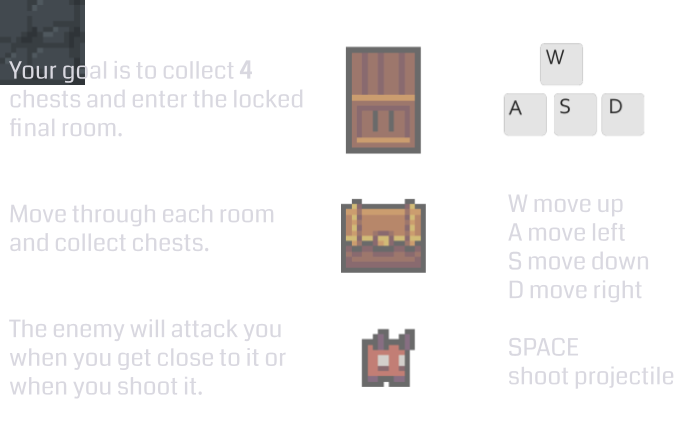 Your goal is to collect 4
chests and enter the locked
final room.
W
A S D
Move through each room
and collect chests.
W move up
A move left
S move down
D move right
The enemy will attack you
when you get close to it or
when you shoot it.
SPACE
shoot projectile